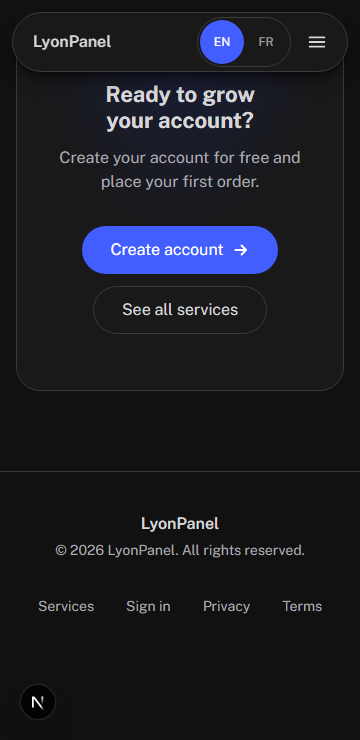 LyonPanel
EN FR
Ready to grow
your account?
Create your account for free and
place your first order.
Create account →
See all services
LyonPanel
© 2026 LyonPanel. All rights reserved.
Services Sign in Privacy Terms
N